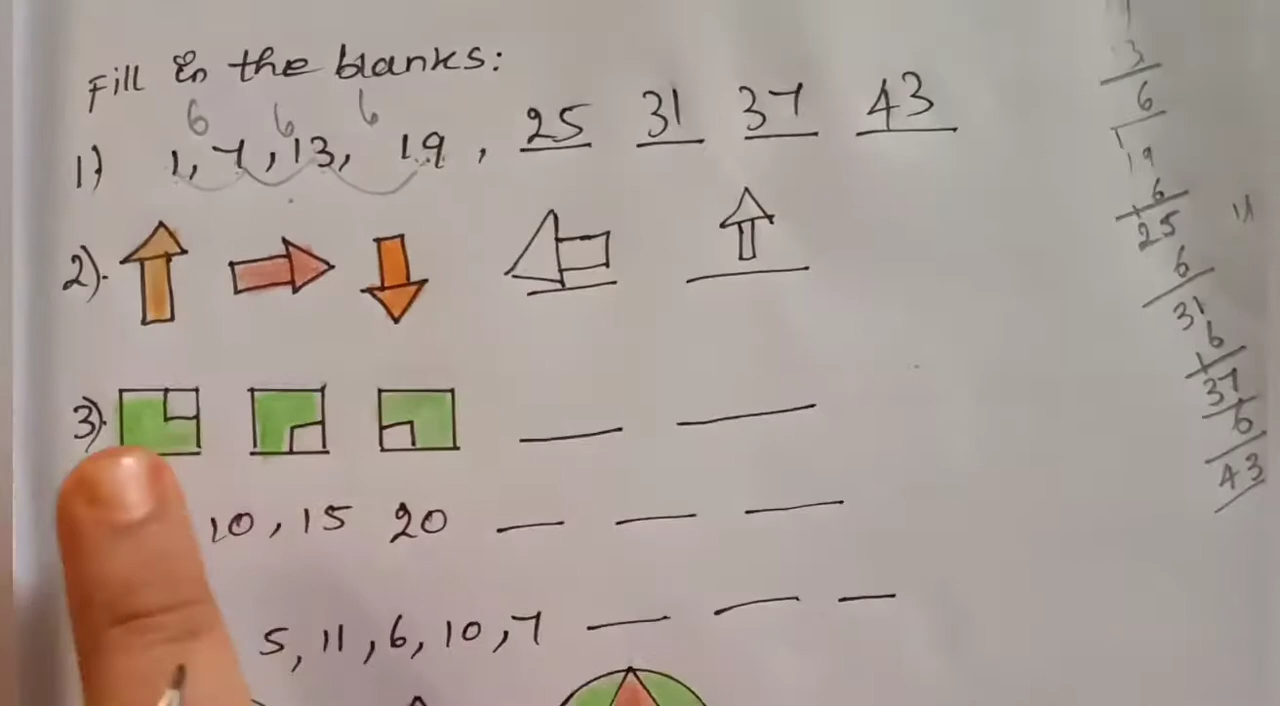 Fill in the blanks:
6 6 6
1) 1, 7, 13, 19, 25 31 37 43
2).
3).
10, 15 20
5, 11, 6, 10, 7
3
6
19
6
+25
6
31
6
+37
6
43